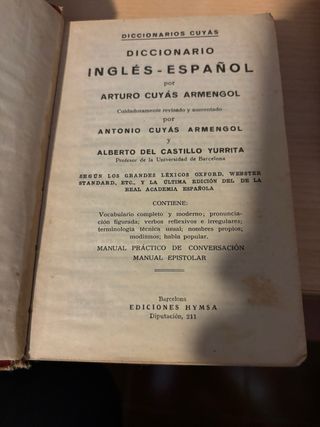 DICCIONARIOS CUYÁS
DICCIONARIO
INGLÉS-ESPAÑOL
por
ARTURO CUYÁS ARMENGOL
Cuidadosamente revisado y aumentado
por
ANTONIO CUYÁS ARMENGOL
y
ALBERTO DEL CASTILLO YURRITA
Profesor de la Universidad de Barcelona
SEGÚN LOS GRANDES LÉXICOS OXFORD, WEBSTER
STANDARD, ETC., Y LA ÚLTIMA EDICIÓN DEL DE LA
REAL ACADEMIA ESPAÑOLA
CONTIENE:
Vocabulario completo y moderno; pronuncia-
ción figurada; verbos reflexivos e irregulares;
terminología técnica usual; nombres propios;
modismos; habla popular.
MANUAL PRÁCTICO DE CONVERSACIÓN
MANUAL EPISTOLAR
Barcelona
EDICIONES HYMSA
Diputación, 211